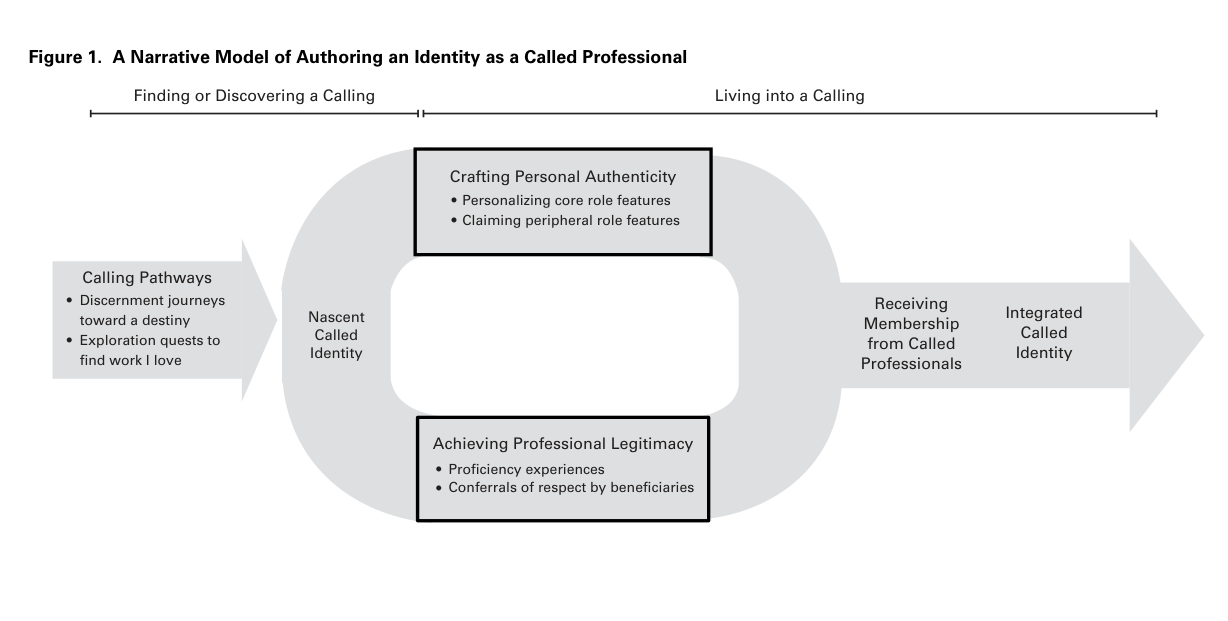 Figure 1. A Narrative Model of Authoring an Identity as a Called Professional
Finding or Discovering a Calling
Living into a Calling
Crafting Personal Authenticity
• Personalizing core role features
• Claiming peripheral role features
Calling Pathways
• Discernment journeys
toward a destiny
• Exploration quests to
find work I love
Nascent
Called
Identity
Receiving
Membership
from Called
Professionals
Integrated
Called
Identity
Achieving Professional Legitimacy
• Proficiency experiences
• Conferrals of respect by beneficiaries